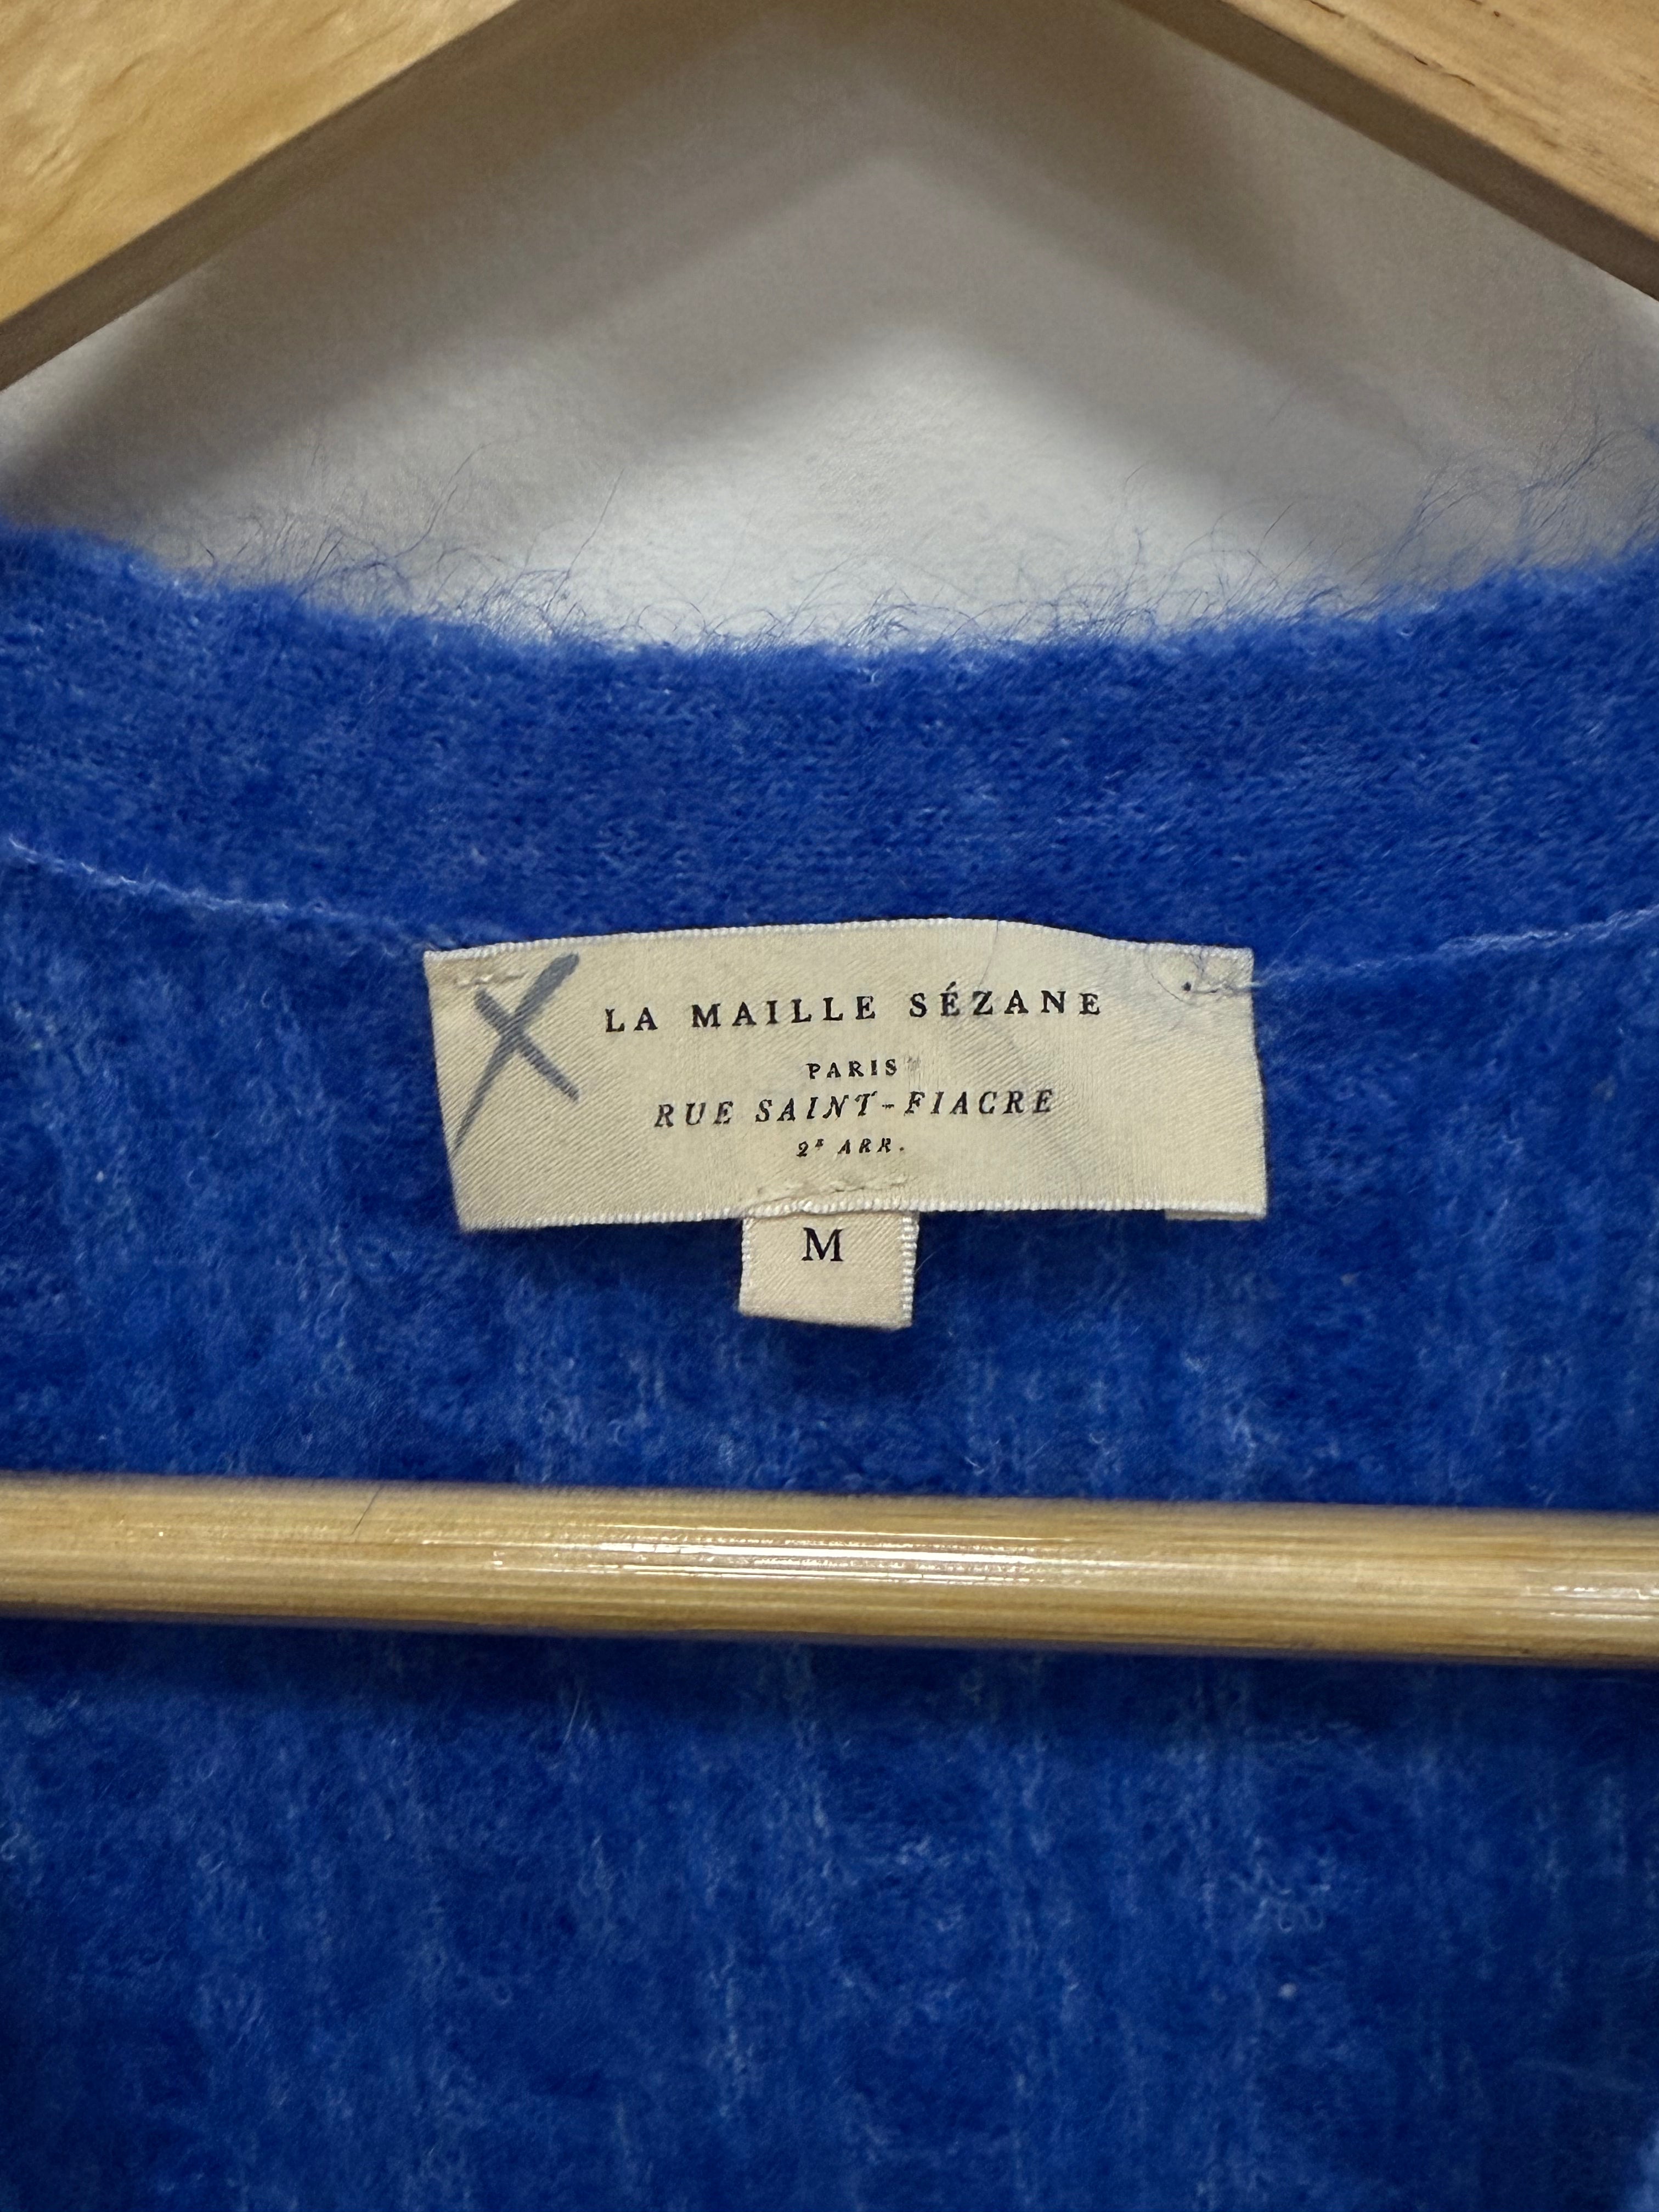 LA MAILLE SÉZANE
PARIS
RUE SAINT-FIACRE
2E ARR.
M